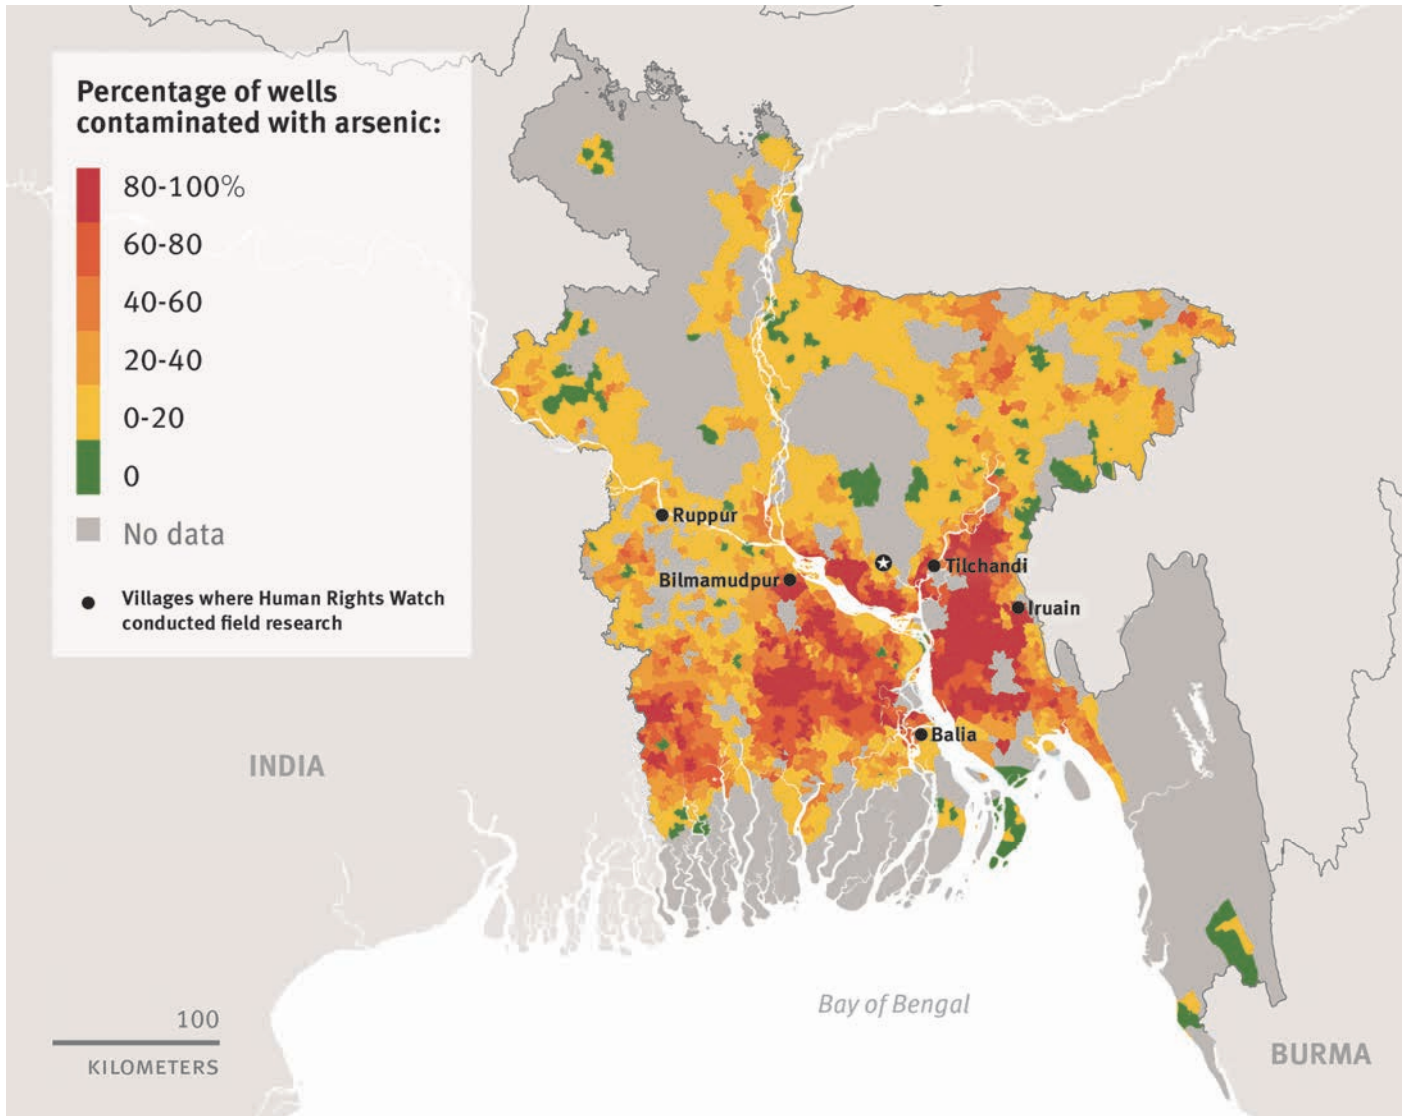 Percentage of wells
contaminated with arsenic:
80-100%
60-80
40-60
20-40
0-20
0
No data
Villages where Human Rights Watch
conducted field research
Ruppur
Bilmamudpur
Tilchandi
Iruain
Balia
INDIA
Bay of Bengal
100
KILOMETERS
BURMA